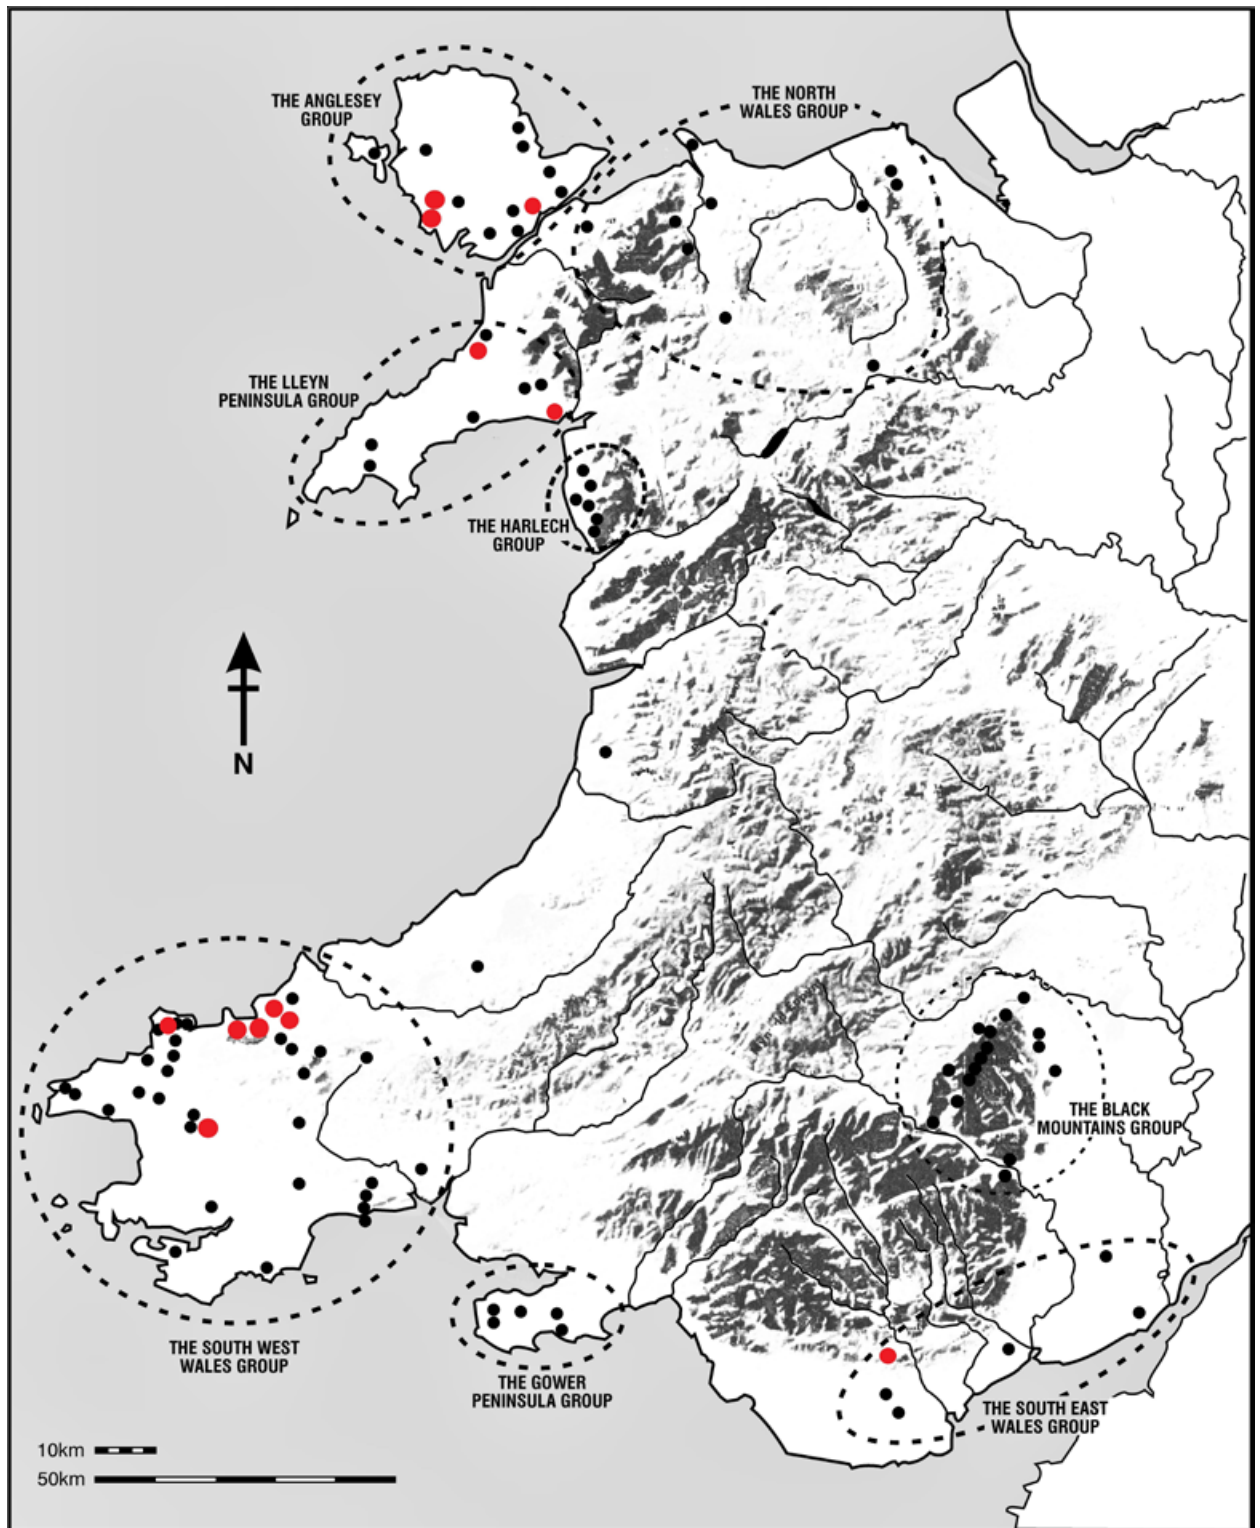 THE ANGLESEY
GROUP
THE NORTH
WALES GROUP
THE LLEYN
PENINSULA GROUP
THE HARLECH
GROUP
N
THE BLACK
MOUNTAINS GROUP
THE SOUTH WEST
WALES GROUP
THE GOWER
PENINSULA GROUP
THE SOUTH EAST
WALES GROUP
10km
50km